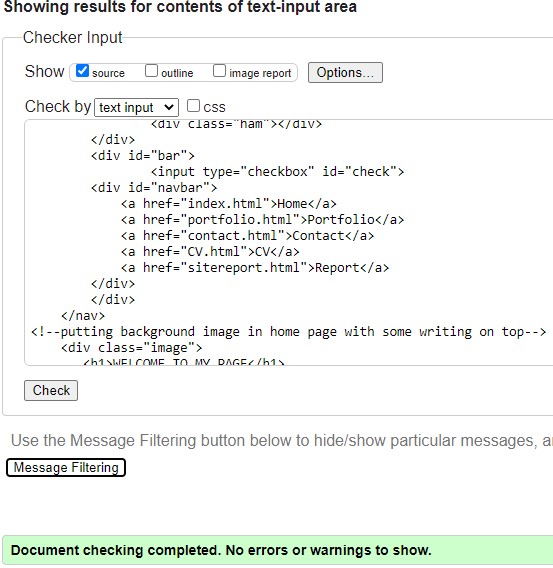 Showing results for contents of text-input area
Checker Input
Show source outline image report Options...
Check by text input css
<div class="ham"></div>
</div>
<div id="bar">
<input type="checkbox" id="check">
<div id="navbar">
<a href="index.html">Home</a>
<a href="portfolio.html">Portfolio</a>
<a href="contact.html">Contact</a>
<a href="CV.html">CV</a>
<a href="sitereport.html">Report</a>
</div>
</div>
</nav>
<!--putting background image in home page with some writing on top-->
<div class="image">
<h1>WELCOME TO MY PAGE</h1>
Check
Use the Message Filtering button below to hide/show particular messages, a
Message Filtering
Document checking completed. No errors or warnings to show.